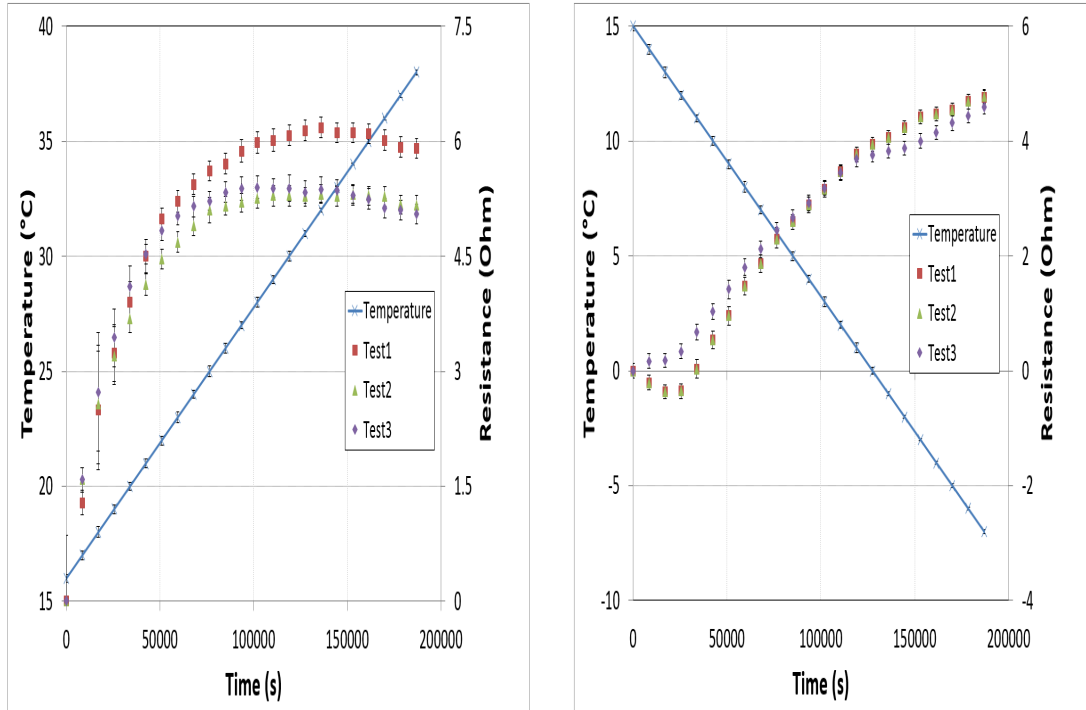 40
35
30
25
20
15
Temperature (°C)
7.5
6
4.5
3
1.5
0
Resistance (Ohm)
Temperature
Test1
Test2
Test3
0
50000
100000
150000
200000
Time (s)
15
10
5
0
-5
-10
Temperature (°C)
6
4
2
0
-2
-4
Resistance (Ohm)
Temperature
Test1
Test2
Test3
0
50000
100000
150000
200000
Time (s)